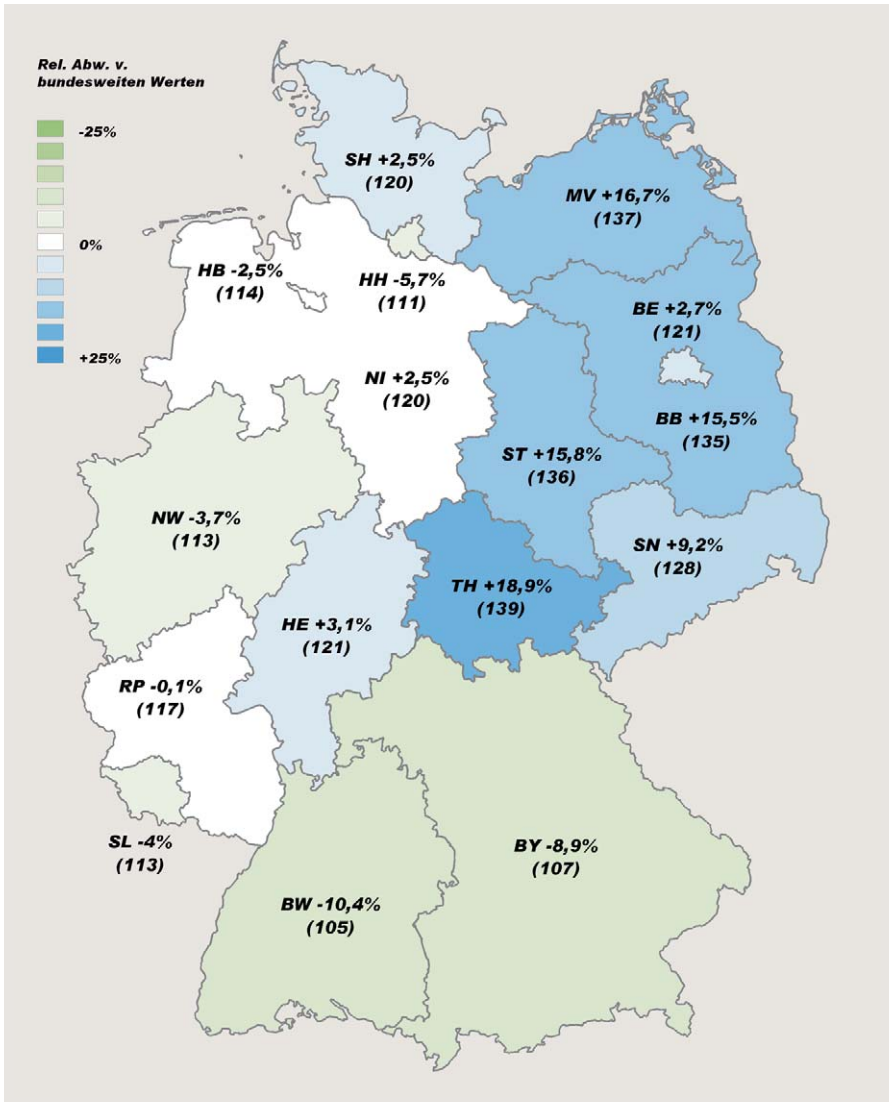 Rel. Abw. v.
bundesweiten Werten
-25%
0%
+25%
SH +2,5%
(120)
MV +16,7%
(137)
HB -2,5%
(114)
HH -5,7%
(111)
BE +2,7%
(121)
NI +2,5%
(120)
BB +15,5%
(135)
ST +15,8%
(136)
NW -3,7%
(113)
SN +9,2%
(128)
TH +18,9%
(139)
HE +3,1%
(121)
RP -0,1%
(117)
SL -4%
(113)
BY -8,9%
(107)
BW -10,4%
(105)